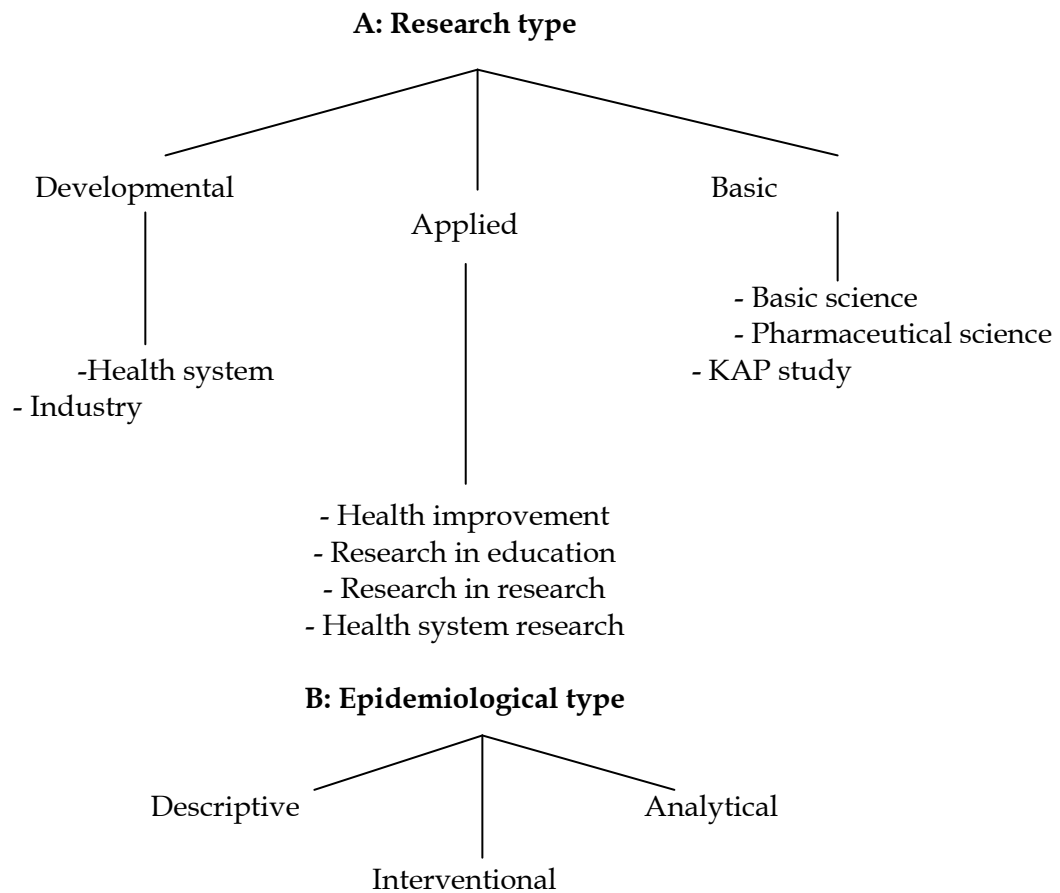 A: Research type
Developmental
Applied
Basic
- Basic science
- Pharmaceutical science
- KAP study
-Health system
- Industry
- Health improvement
- Research in education
- Research in research
- Health system research
B: Epidemiological type
Descriptive
Analytical
Interventional